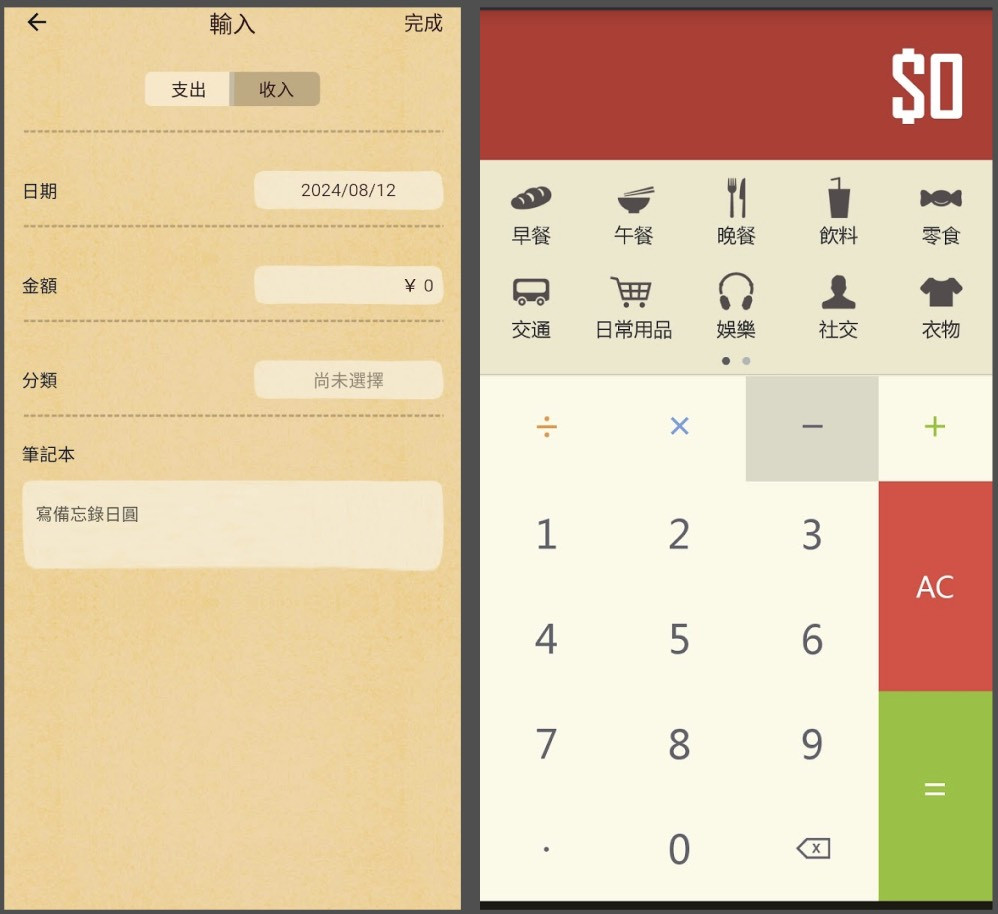 輸入
完成
支出
收入
日期
2024/08/12
金額
¥ 0
分類
尚未選擇
筆記本
寫備忘錄日圓
$0
早餐
午餐
晚餐
飲料
零食
交通
日常用品
娛樂
社交
衣物
÷ × − +
1 2 3
AC
4 5 6
7 8 9
=
. 0